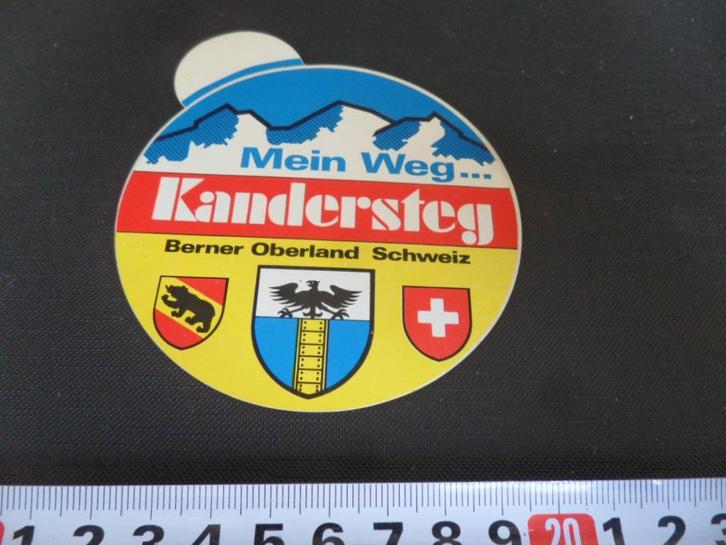 Mein Weg...
Kandersteg
Berner Oberland Schweiz
1 2 3 4 5 6 7 8 9 20 1 2 3